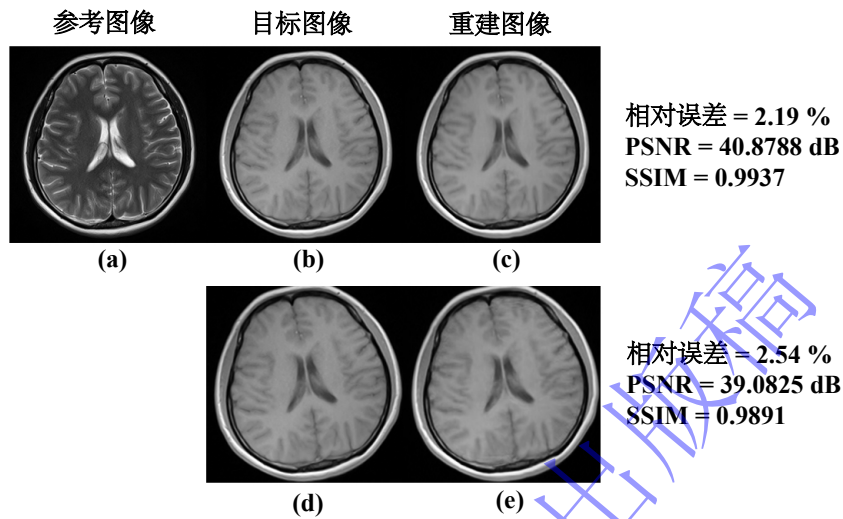 参考图像 目标图像 重建图像
相对误差 = 2.19 %
PSNR = 40.8788 dB
SSIM = 0.9937
(a) (b) (c)
相对误差 = 2.54 %
PSNR = 39.0825 dB
SSIM = 0.9891
(d) (e)
出版稿